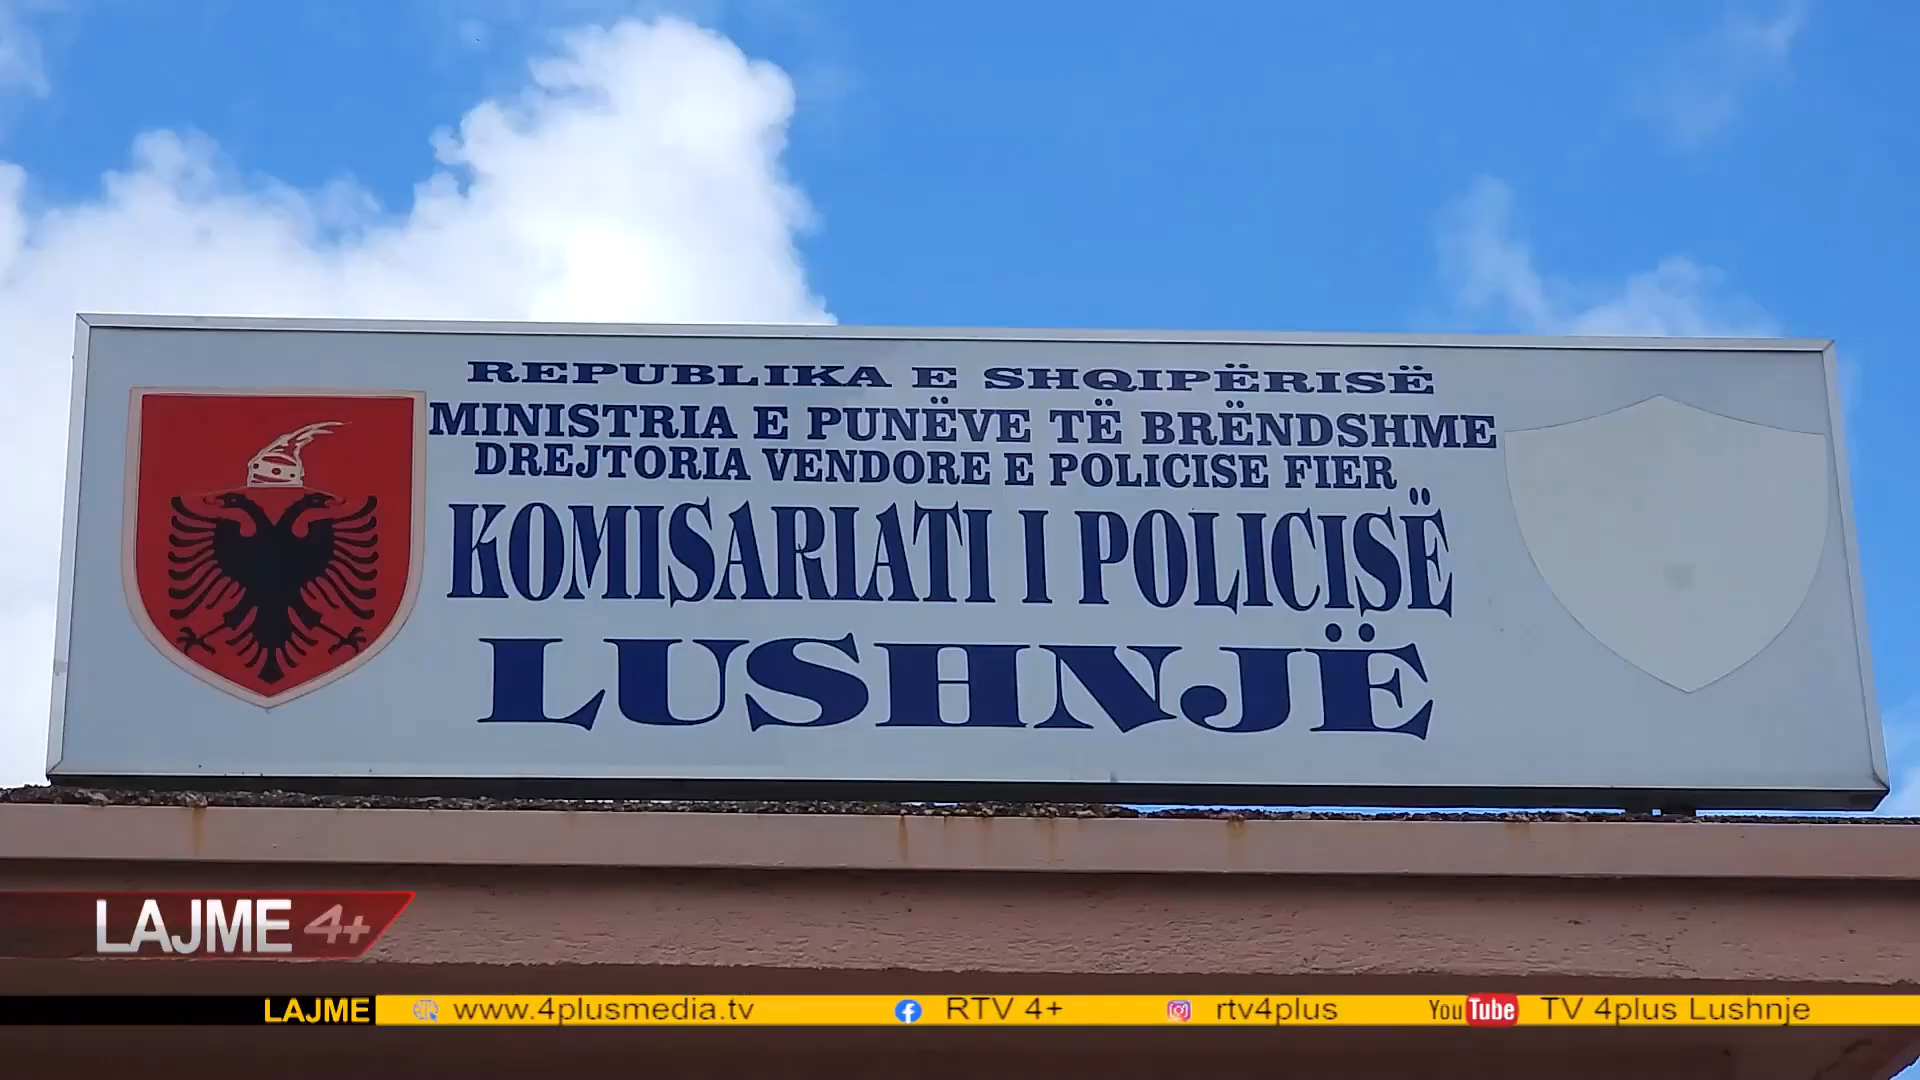 REPUBLIKA E SHQIPËRISË
MINISTRIA E PUNËVE TË BRËNDSHME
DREJTORIA VENDORE E POLICISE FIER
KOMISARIATI I POLICISË
LUSHNJË
LAJME 4+
LAJME www.4plusmedia.tv RTV 4+ rtv4plus YouTube TV 4plus Lushnje